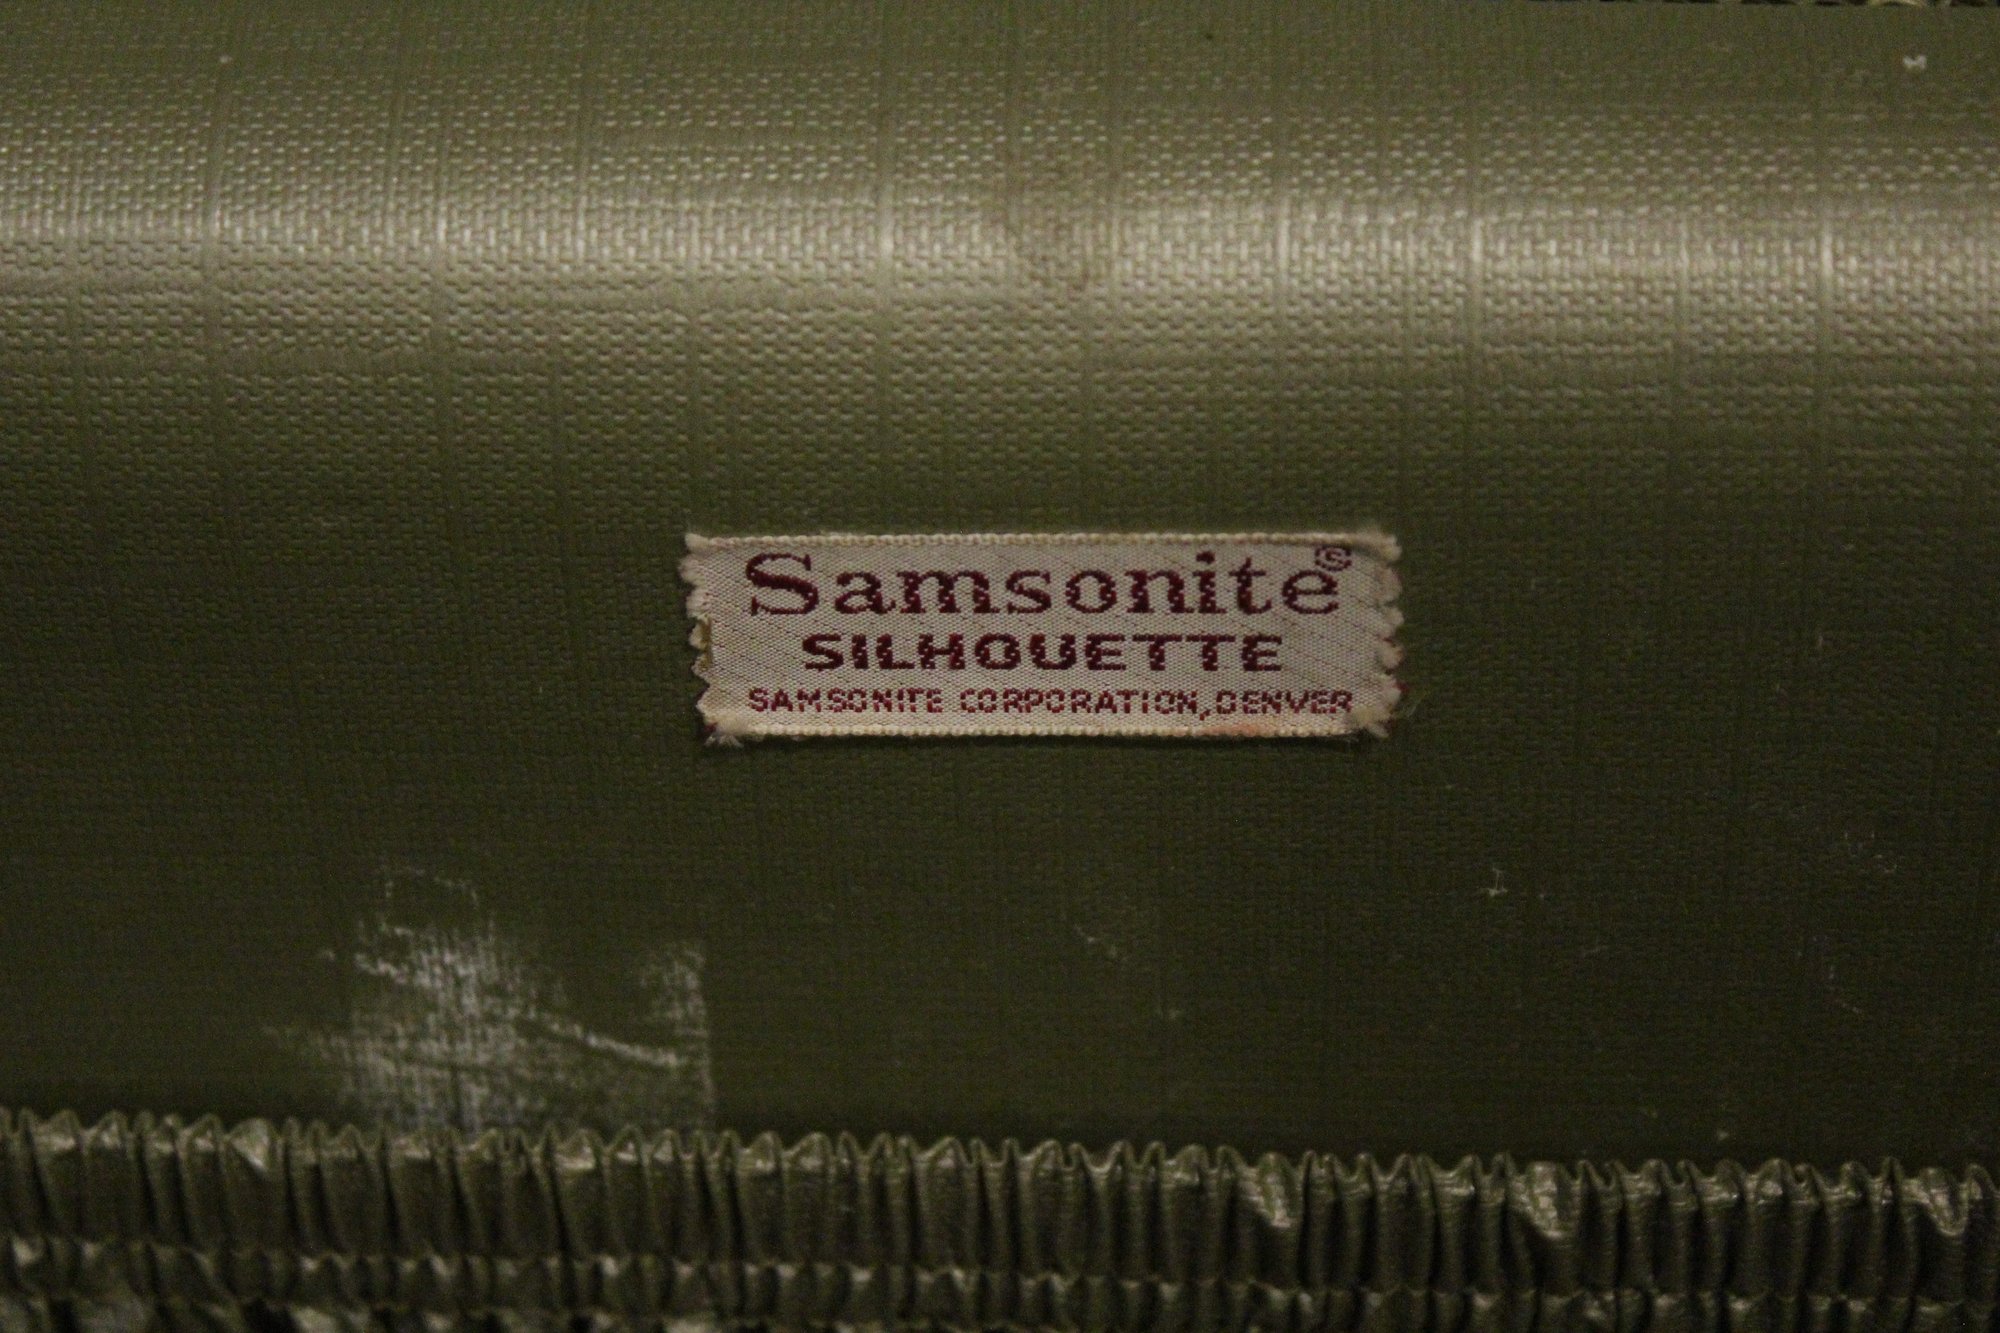 Samsonite®
SILHOUETTE
SAMSONITE CORPORATION, DENVER